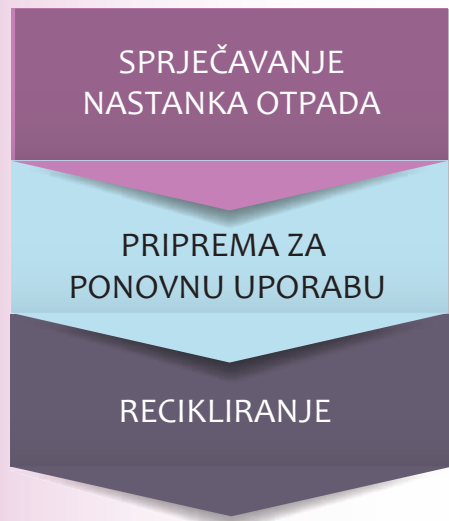 SPRJEČAVANJE
NASTANKA OTPADA
PRIPREMA ZA
PONOVNU UPORABU
RECIKLIRANJE